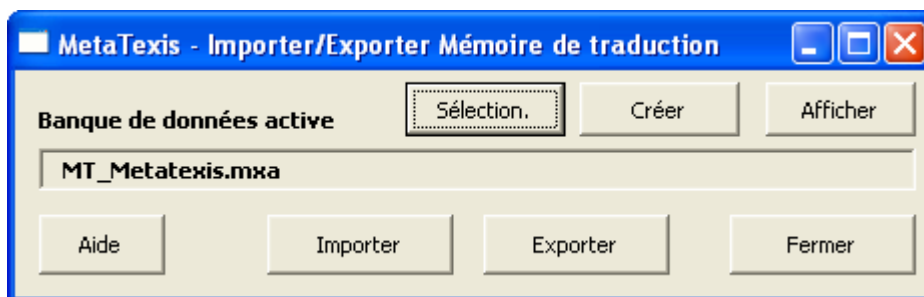 MetaTexis - Importer/Exporter Mémoire de traduction
Banque de données active Sélection. Créer Afficher
MT_Metatexis.mxa
Aide Importer Exporter Fermer